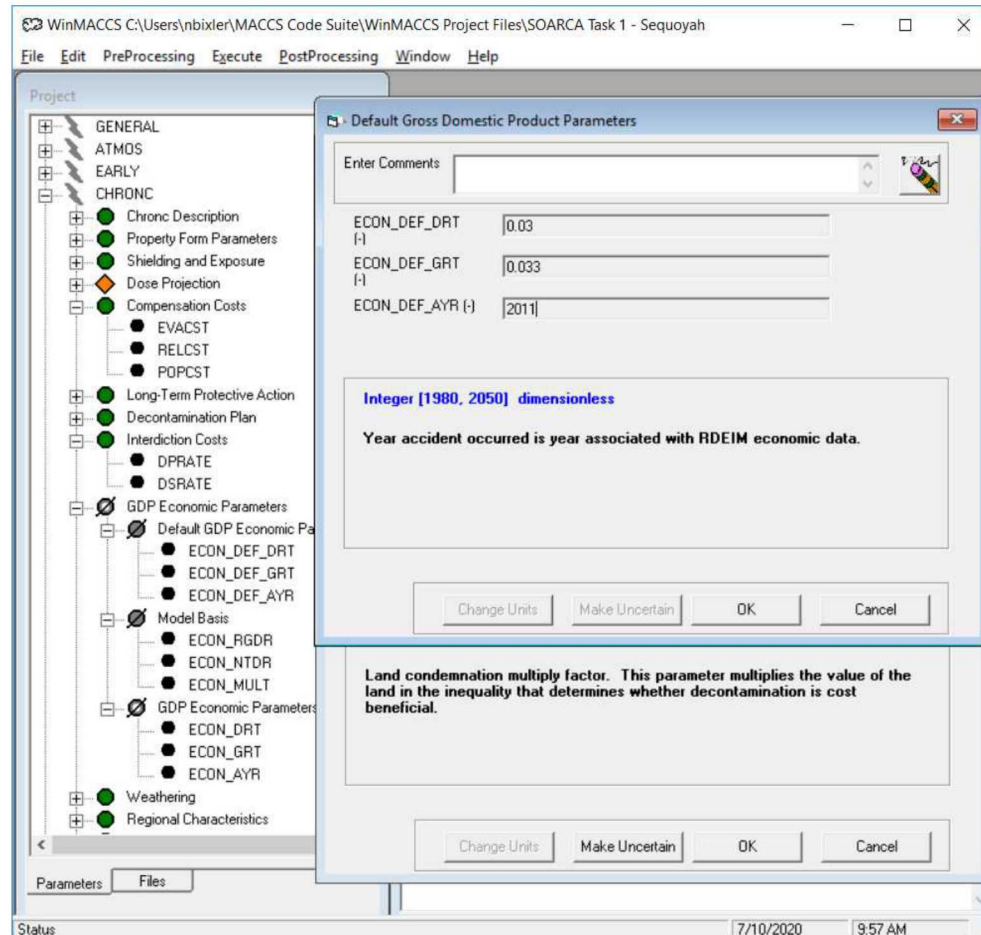 WinMACCS C:\Users\nbixler\MACCS Code Suite\WinMACCS Project Files\SOARCA Task 1 - Sequoyah
File Edit PreProcessing Execute PostProcessing Window Help
Project
GENERAL
ATMOS
EARLY
CHRONC
Chronc Description
Property Form Parameters
Shielding and Exposure
Dose Projection
Compensation Costs
EVACST
RELCST
POPCST
Long-Term Protective Action
Decontamination Plan
Interdiction Costs
DPRATE
DSRATE
GDP Economic Parameters
Default GDP Economic Pa
ECON_DEF_DRT
ECON_DEF_GRT
ECON_DEF_AYR
Model Basis
ECON_RGDR
ECON_NTDR
ECON_MULT
GDP Economic Parameters
ECON_DRT
ECON_GRT
ECON_AYR
Weathering
Regional Characteristics
Parameters Files
Default Gross Domestic Product Parameters
Enter Comments
ECON_DEF_DRT 0.03
(-)
ECON_DEF_GRT 0.033
(-)
ECON_DEF_AYR (-) 2011
Integer [1980, 2050] dimensionless
Year accident occurred is year associated with RDEIM economic data.
Change Units Make Uncertain OK Cancel
Land condemnation multiply factor. This parameter multiplies the value of the
land in the inequality that determines whether decontamination is cost
beneficial.
Change Units Make Uncertain OK Cancel
Status 7/10/2020 9:57 AM